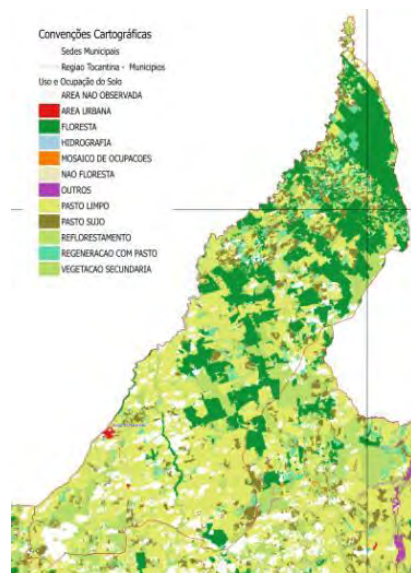 Convenções Cartográficas
Sedes Municipais
Regiao Tocantina - Municipios
Uso e Ocupação do Solo
AREA NAO OBSERVADA
AREA URBANA
FLORESTA
HIDROGRAFIA
MOSAICO DE OCUPACOES
NAO FLORESTA
OUTROS
PASTO LIMPO
PASTO SUJO
REFLORESTAMENTO
REGENERACAO COM PASTO
VEGETACAO SECUNDARIA